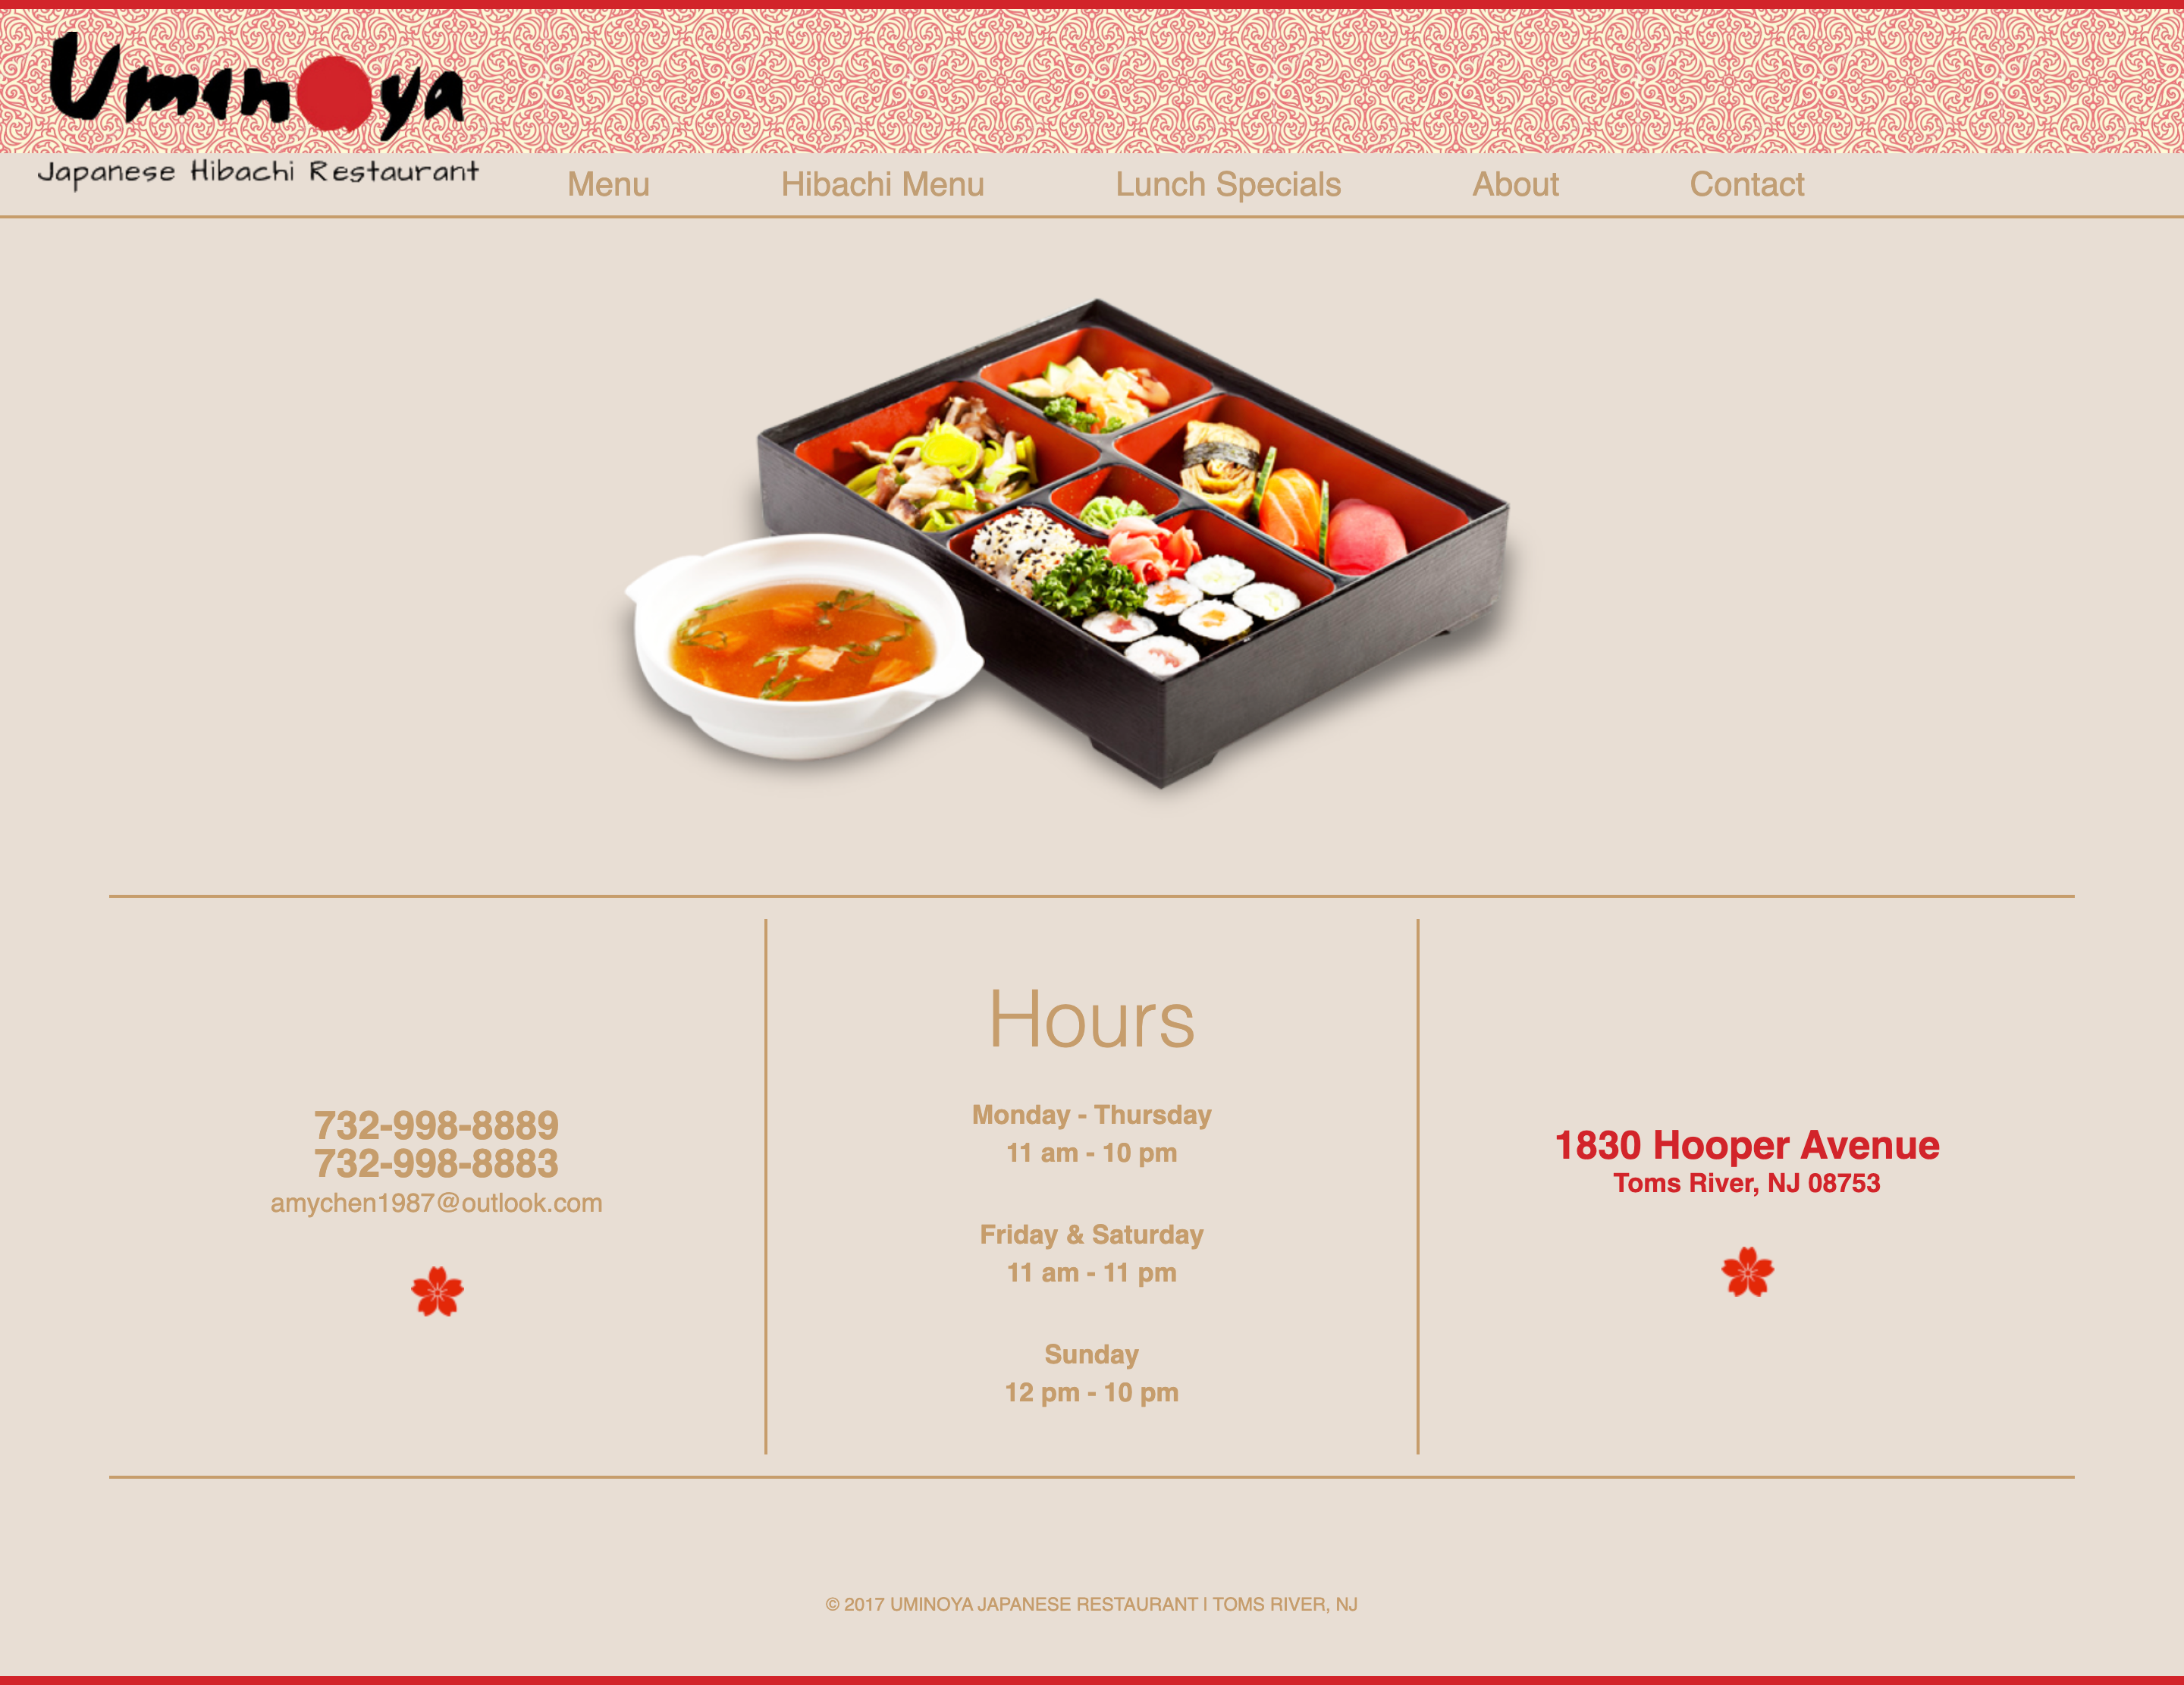 Uminoya
Japanese Hibachi Restaurant
Menu
Hibachi Menu
Lunch Specials
About
Contact
732-998-8889
732-998-8883
amychen1987@outlook.com
Hours
Monday - Thursday
11 am - 10 pm
Friday & Saturday
11 am - 11 pm
Sunday
12 pm - 10 pm
1830 Hooper Avenue
Toms River, NJ 08753
© 2017 UMINOYA JAPANESE RESTAURANT I TOMS RIVER, NJ